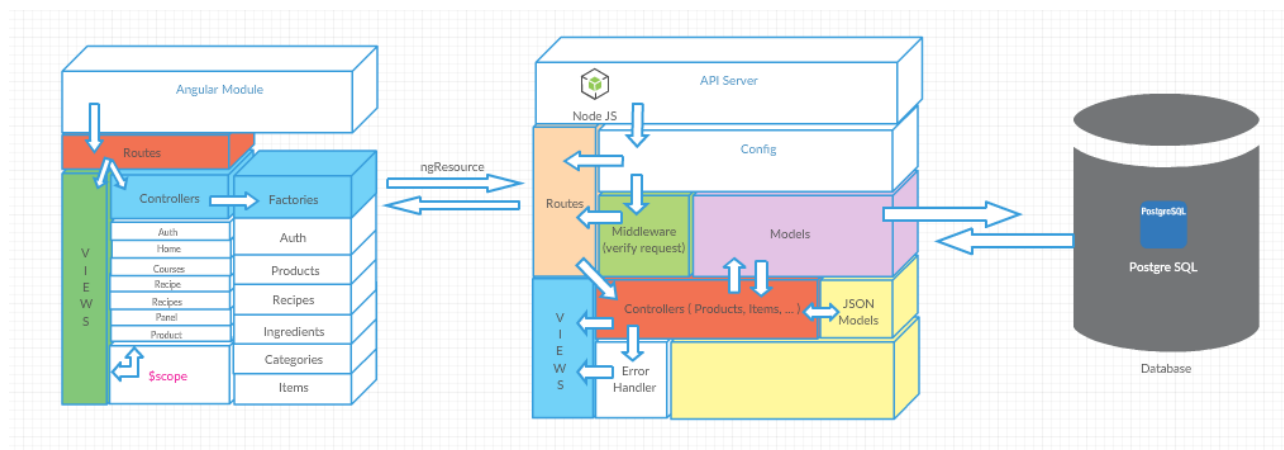 Angular Module
Routes
Controllers
Factories
VIEWS
Auth
Home
Courses
Recipe
Recipes
Panel
Product
$scope
Auth
Products
Recipes
Ingredients
Categories
Items
ngResource
API Server
Node JS
Config
Routes
Middleware
(verify request)
Models
Controllers ( Products, Items, ... )
JSON
Models
VIEWS
Error
Handler
PostgreSQL
Postgre SQL
Database